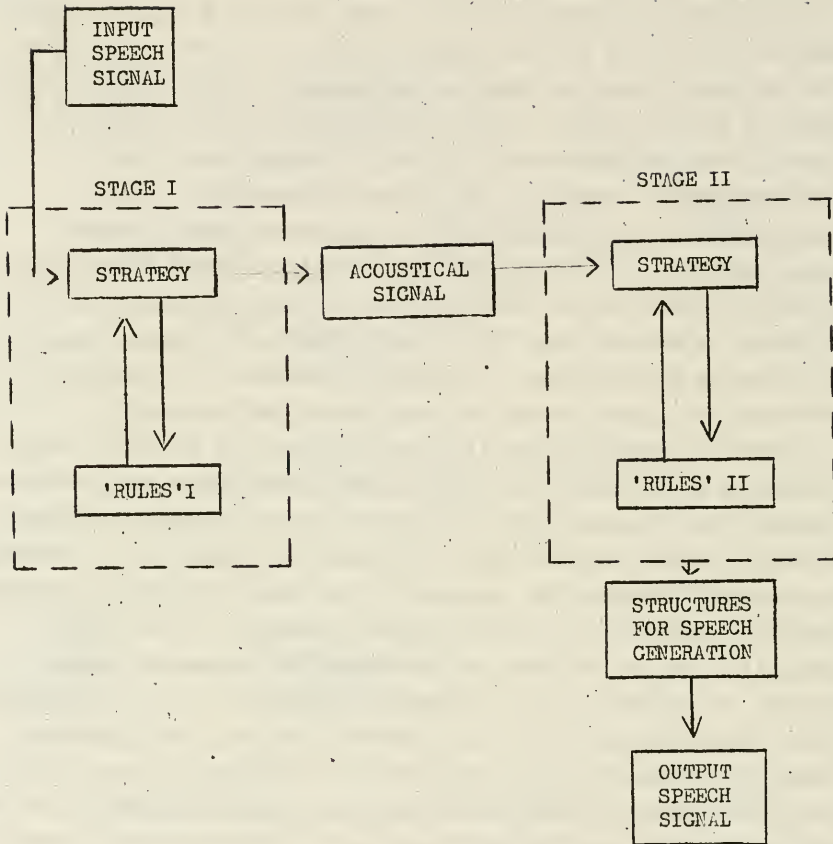 INPUT
SPEECH
SIGNAL
STAGE I
STRATEGY
'RULES'I
ACOUSTICAL
SIGNAL
STAGE II
STRATEGY
'RULES' II
STRUCTURES
FOR SPEECH
GENERATION
OUTPUT
SPEECH
SIGNAL